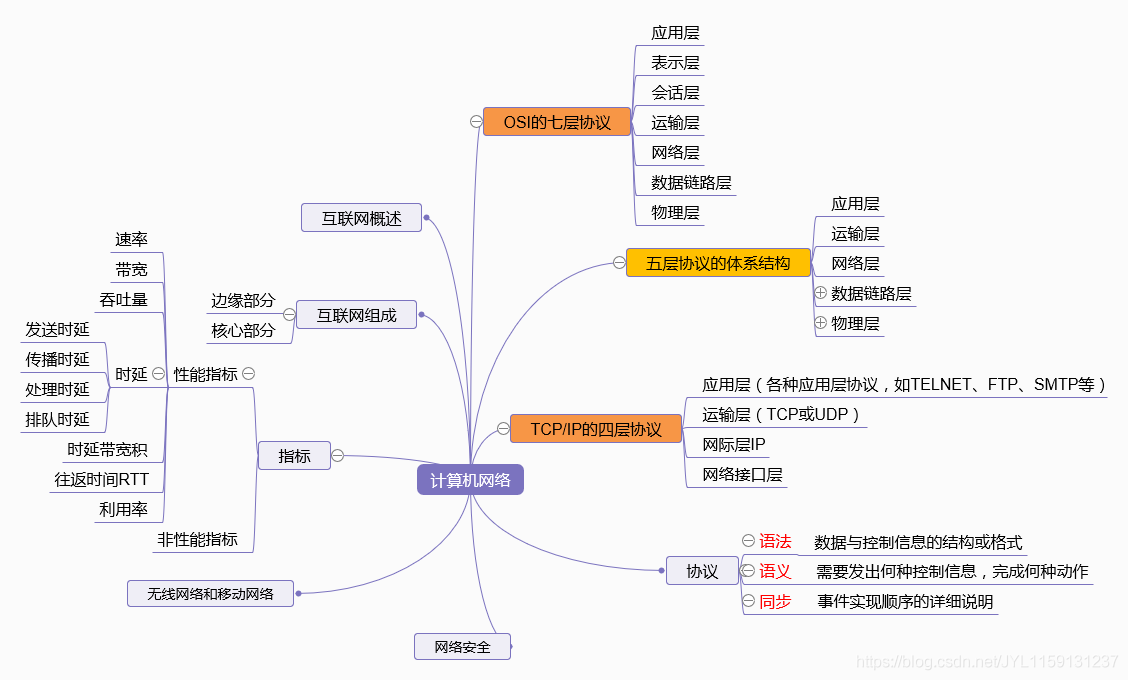 计算机网络
OSI的七层协议
应用层
表示层
会话层
运输层
网络层
数据链路层
物理层
五层协议的体系结构
应用层
运输层
网络层
数据链路层
物理层
TCP/IP的四层协议
应用层（各种应用层协议，如TELNET、FTP、SMTP等）
运输层（TCP或UDP）
网际层IP
网络接口层
协议
语法 数据与控制信息的结构或格式
语义 需要发出何种控制信息，完成何种动作
同步 事件实现顺序的详细说明
互联网概述
互联网组成
边缘部分
核心部分
指标
性能指标
速率
带宽
吞吐量
时延
发送时延
传播时延
处理时延
排队时延
时延带宽积
往返时间RTT
利用率
非性能指标
无线网络和移动网络
网络安全
https://blog.csdn.net/JYL1159131237